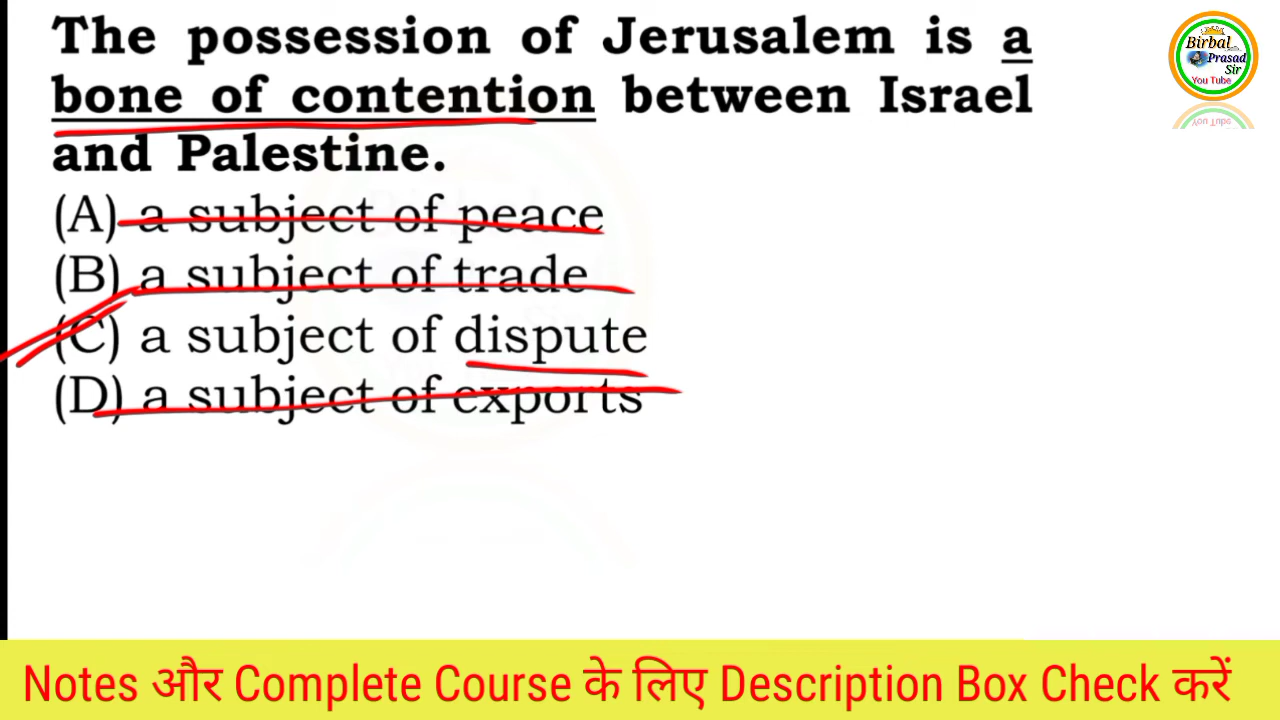 The possession of Jerusalem is a
bone of contention between Israel
and Palestine.
(A) a subject of peace
(B) a subject of trade
(C) a subject of dispute
(D) a subject of exports
Birbal
Prasad
Sir
You Tube
Notes और Complete Course के लिए Description Box Check करें